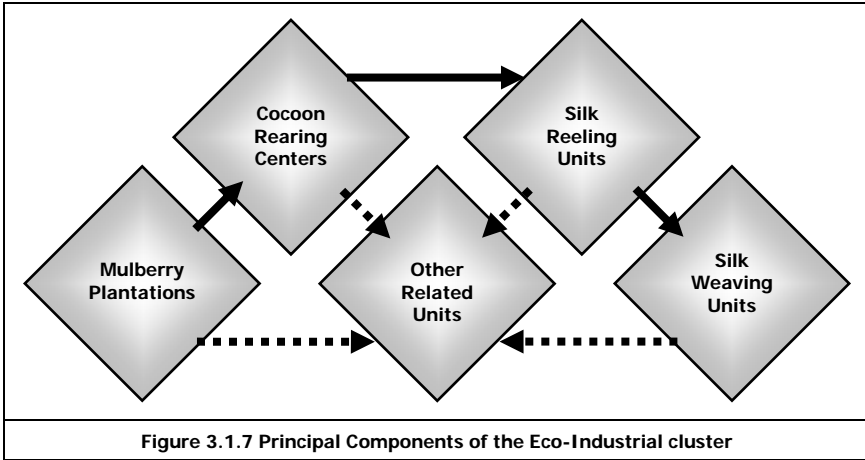 Cocoon
Rearing
Centers
Silk
Reeling
Units
Mulberry
Plantations
Other
Related
Units
Silk
Weaving
Units
Figure 3.1.7 Principal Components of the Eco-Industrial cluster